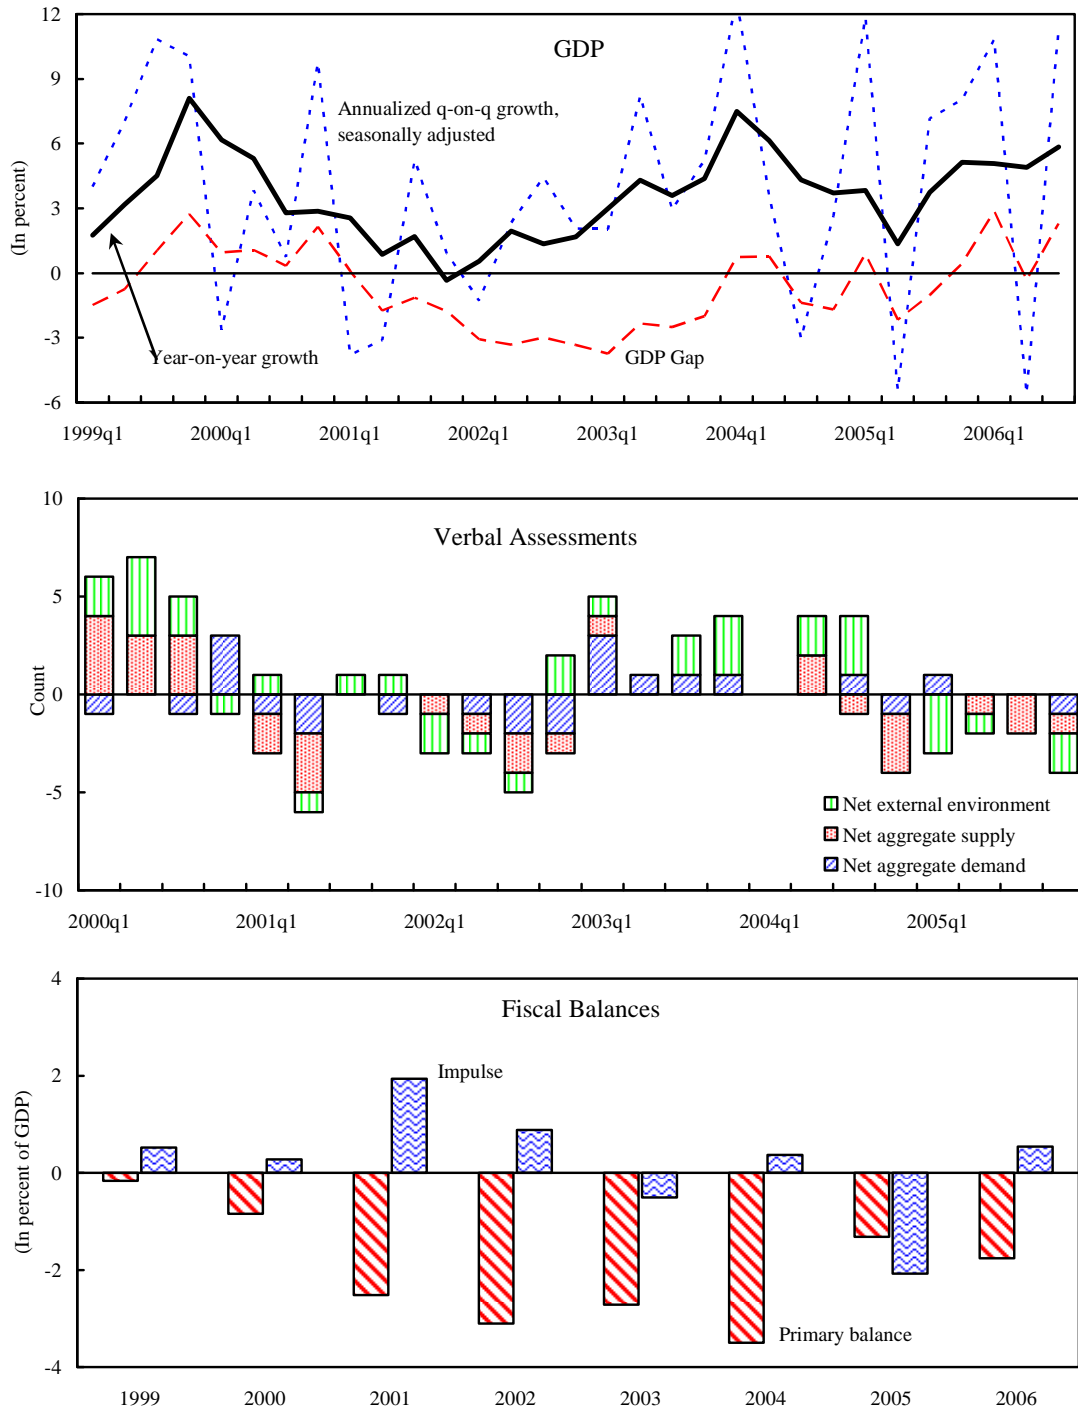 GDP
(In percent)
12
9
6
3
0
-3
-6
Annualized q-on-q growth,
seasonally adjusted
Year-on-year growth
GDP Gap
1999q1 2000q1 2001q1 2002q1 2003q1 2004q1 2005q1 2006q1
Verbal Assessments
Count
10
5
0
-5
-10
Net external environment
Net aggregate supply
Net aggregate demand
2000q1 2001q1 2002q1 2003q1 2004q1 2005q1
Fiscal Balances
(In percent of GDP)
4
2
0
-2
-4
Impulse
Primary balance
1999 2000 2001 2002 2003 2004 2005 2006